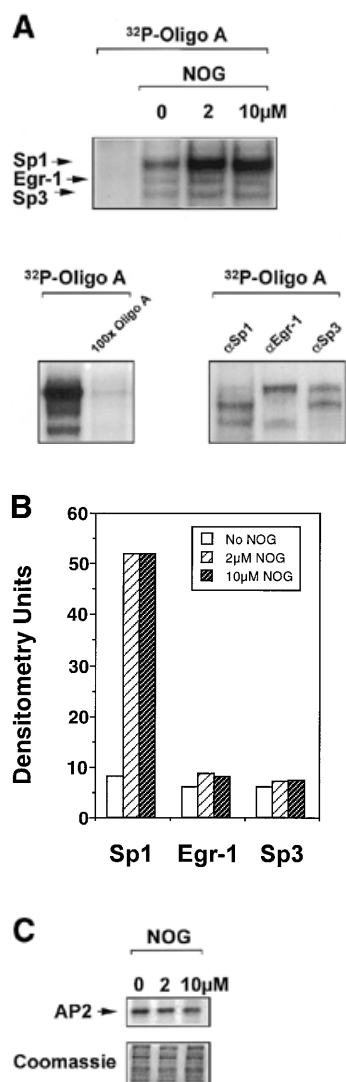 A
³²P-Oligo A
NOG
0 2 10µM
Sp1
Egr-1
Sp3
³²P-Oligo A
100x Oligo A
³²P-Oligo A
αSp1 αEgr-1 αSp3
B
Densitometry Units
60
50
40
30
20
10
0
No NOG
2µM NOG
10µM NOG
Sp1 Egr-1 Sp3
C
NOG
0 2 10µM
AP2
Coomassie